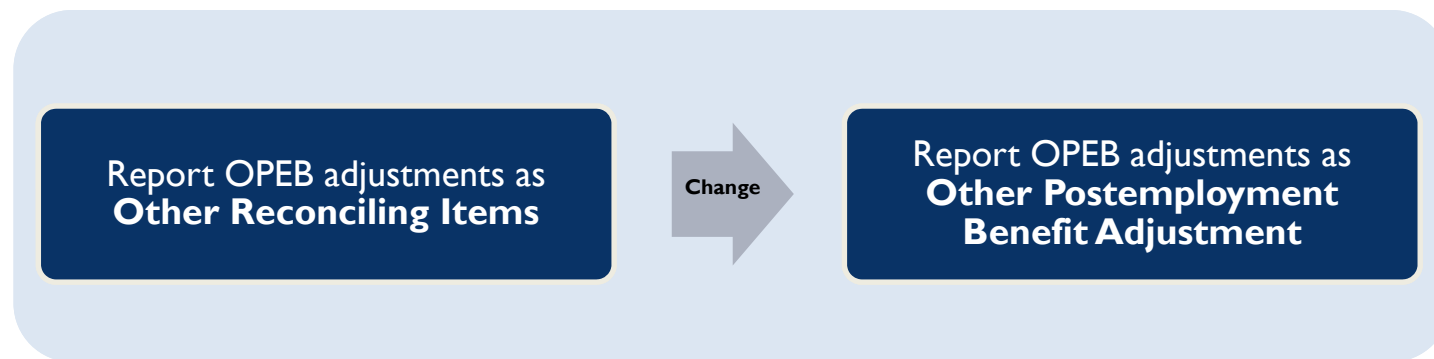 Report OPEB adjustments as
Other Reconciling Items
Change
Report OPEB adjustments as
Other Postemployment
Benefit Adjustment